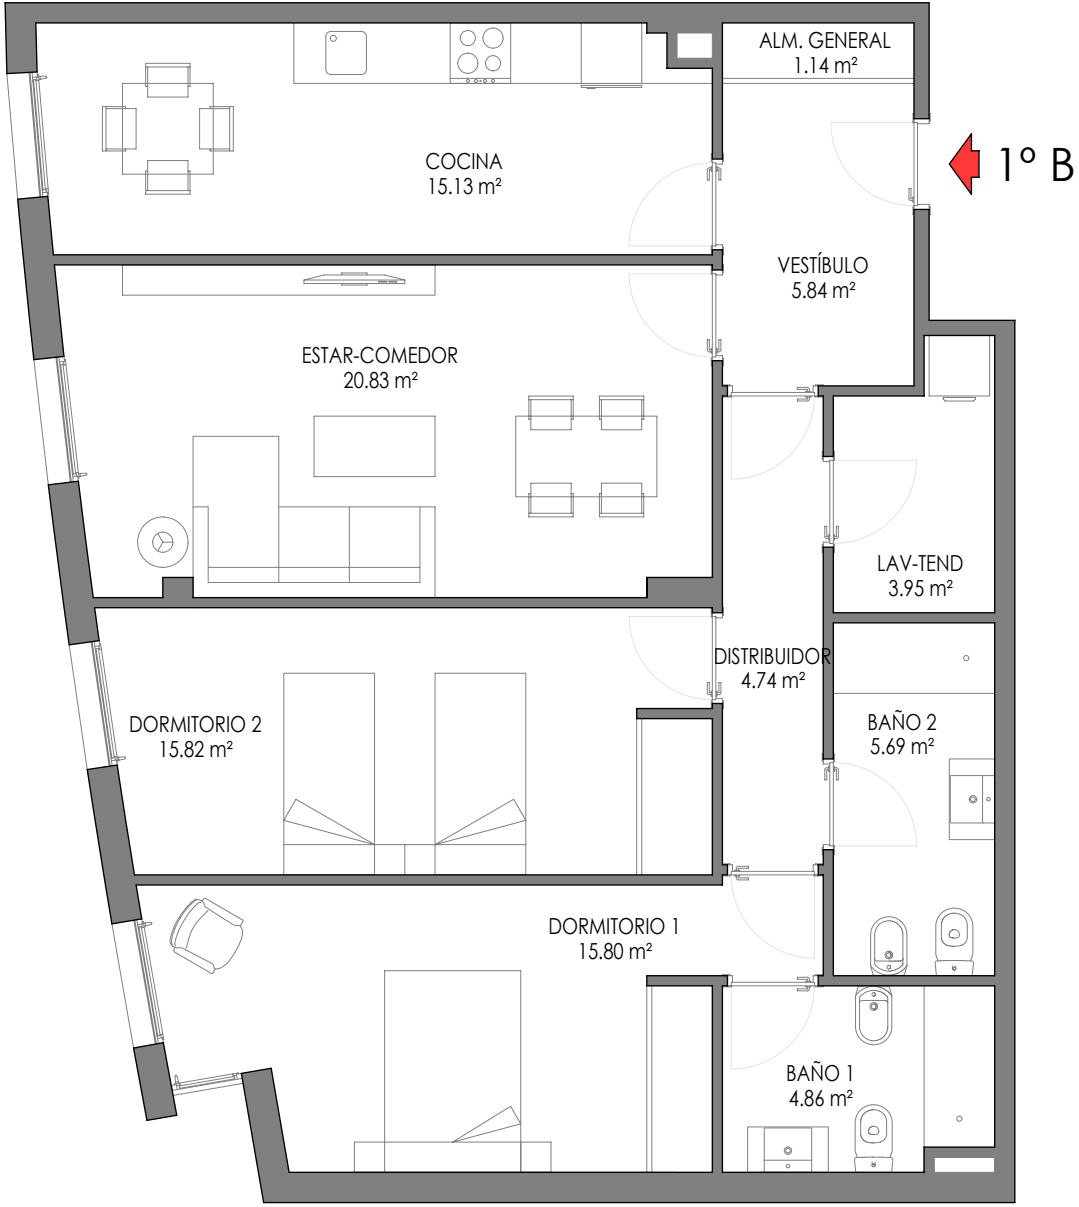 ALM. GENERAL
1.14 m²
1º B
COCINA
15.13 m²
VESTÍBULO
5.84 m²
ESTAR-COMEDOR
20.83 m²
LAV-TEND
3.95 m²
DISTRIBUIDOR
4.74 m²
DORMITORIO 2
15.82 m²
BAÑO 2
5.69 m²
DORMITORIO 1
15.80 m²
BAÑO 1
4.86 m²